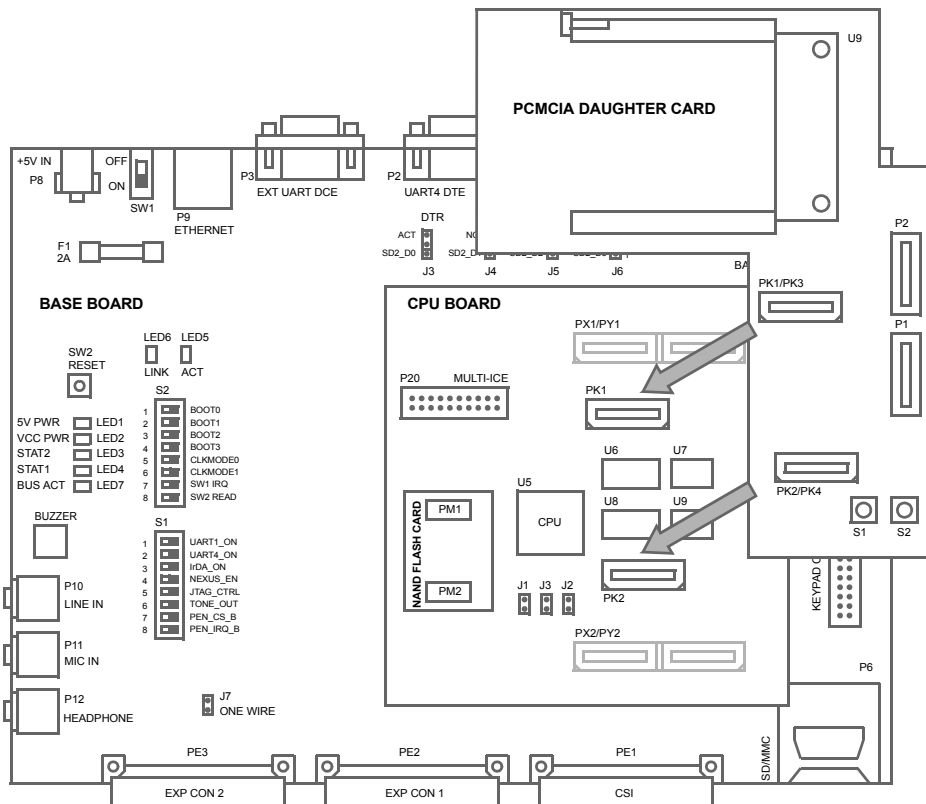 U9
PCMCIA DAUGHTER CARD
+5V IN
P8
OFF
ON
SW1
P9
ETHERNET
P3
EXT UART DCE
P2
UART4 DTE
F1
2A
DTR
ACT
SD2_D0
J3
SD2_D1
J4
J5
J6
BA
P2
PK1/PK3
P1
BASE BOARD
CPU BOARD
LED6
LED5
LINK
ACT
SW2
RESET
PX1/PY1
P20
MULTI-ICE
PK1
S2
1 BOOT0
2 BOOT1
3 BOOT2
4 BOOT3
5 CLKMODE0
6 CLKMODE1
7 SW1 IRQ
8 SW2 READ
5V PWR LED1
VCC PWR LED2
STAT2 LED3
STAT1 LED4
BUS ACT LED7
U6
U7
PK2/PK4
U5
CPU
U8
U9
S1
S2
BUZZER
NAND FLASH CARD
PM1
PM2
S1
1 UART1_ON
2 UART4_ON
3 IrDA_ON
4 NEXUS_EN
5 JTAG_CTRL
6 TONE_OUT
7 PEN_CS_B
8 PEN_IRQ_B
P10
LINE IN
P11
MIC IN
P12
HEADPHONE
J1
J3
J2
PK2
KEYPAD
PX2/PY2
P6
J7
ONE WIRE
SD/MMC
PE3
EXP CON 2
PE2
EXP CON 1
PE1
CSI